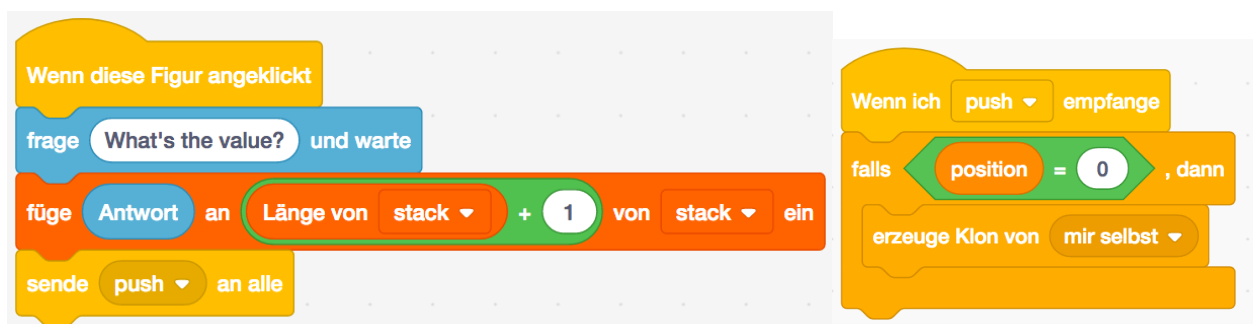 Wenn diese Figur angeklickt
frage What's the value? und warte
füge Antwort an Länge von stack + 1 von stack ein
sende push an alle
Wenn ich push empfange
falls position = 0 , dann
erzeuge Klon von mir selbst